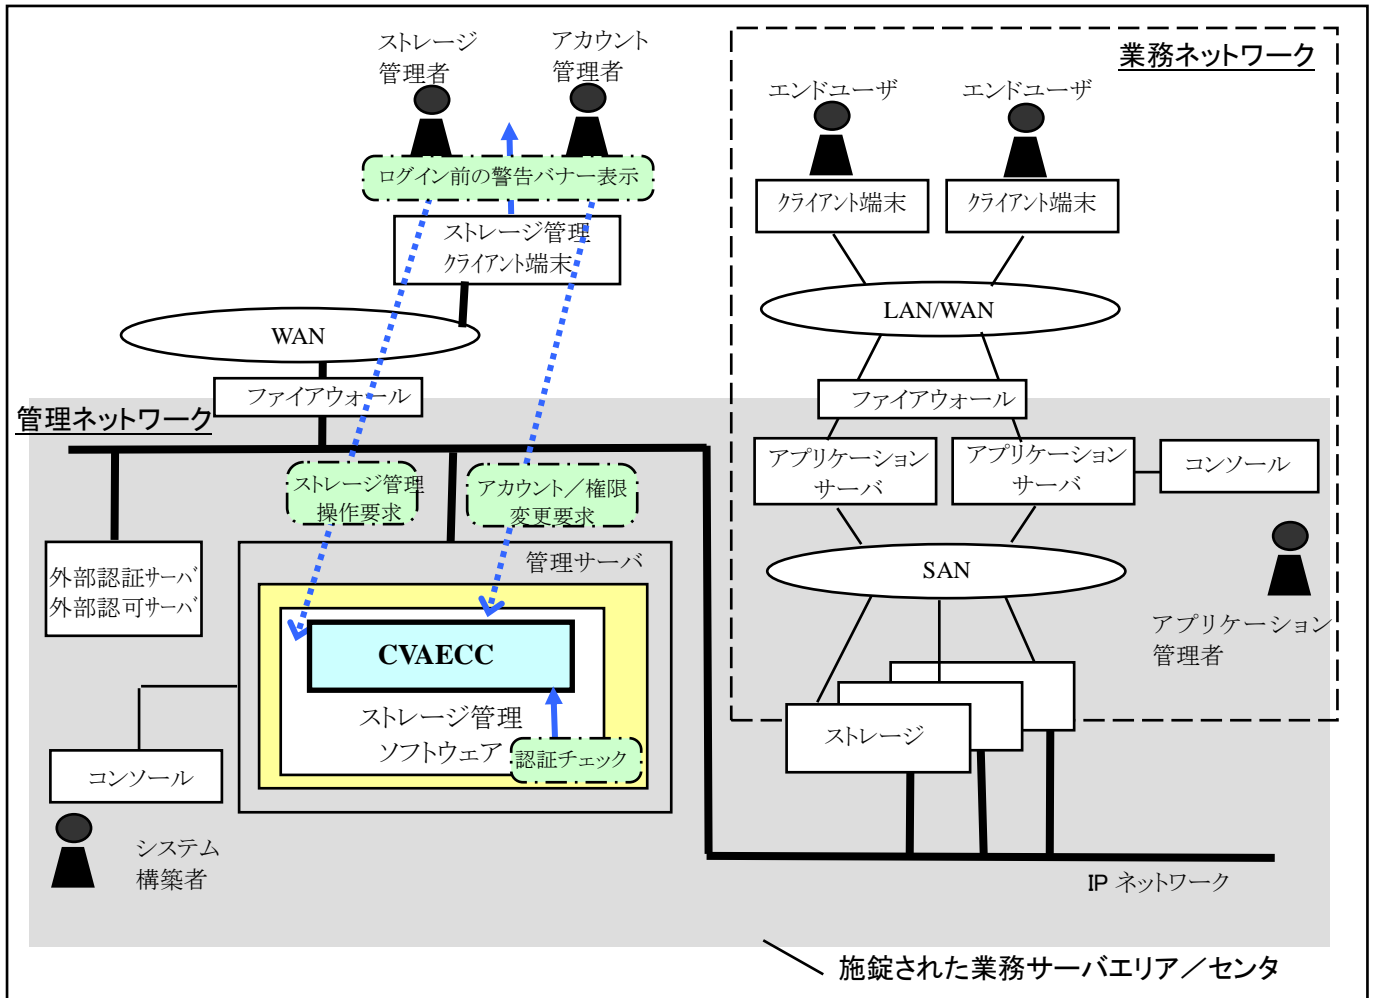 ストレージ
管理者
アカウント
管理者
業務ネットワーク
エンドユーザ
エンドユーザ
ログイン前の警告バナー表示
クライアント端末
クライアント端末
ストレージ管理
クライアント端末
LAN/WAN
WAN
ファイアウォール
ファイアウォール
管理ネットワーク
アプリケーション
サーバ
アプリケーション
サーバ
コンソール
ストレージ管理
操作要求
アカウント／権限
変更要求
管理サーバ
外部認証サーバ
外部認可サーバ
SAN
CVAECC
アプリケーション
管理者
ストレージ管理
ソフトウェア
認証チェック
ストレージ
コンソール
システム
構築者
IP ネットワーク
施錠された業務サーバエリア／センタ